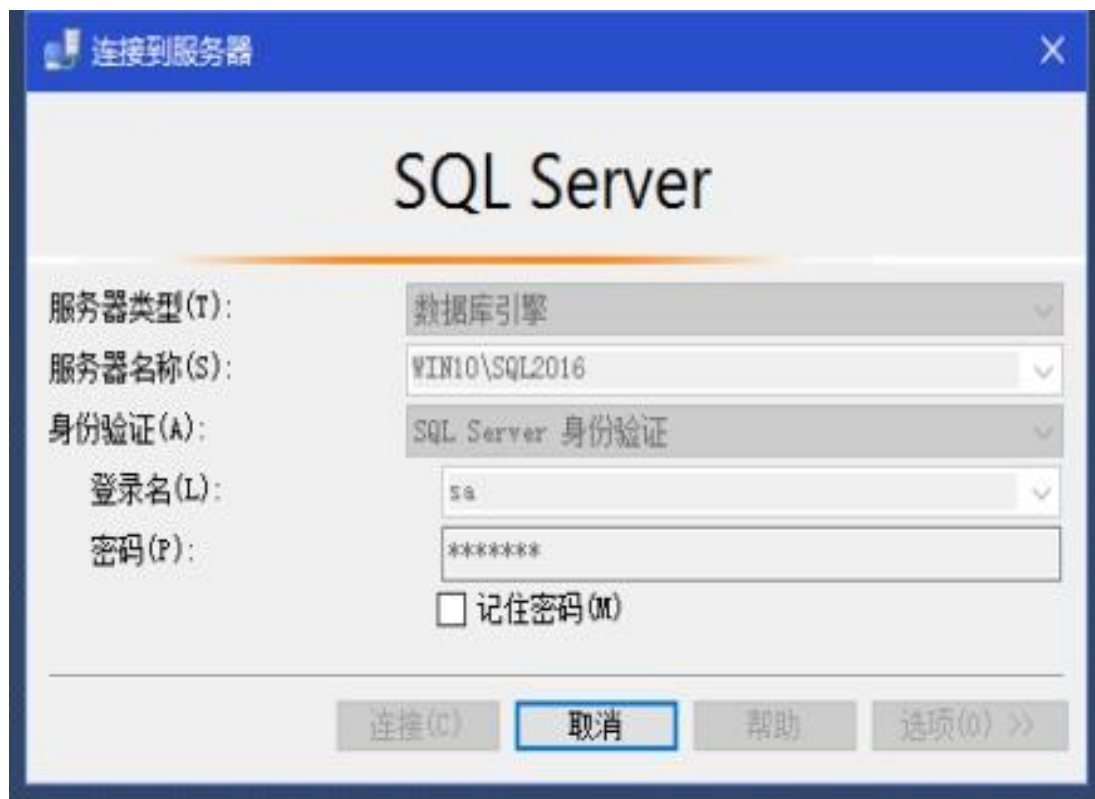 连接到服务器
SQL Server
服务器类型(T): 数据库引擎
服务器名称(S): WIN10\SQL2016
身份验证(A): SQL Server 身份验证
登录名(L): sa
密码(P): *******
记住密码(M)
连接(C) 取消 帮助 选项(O) >>